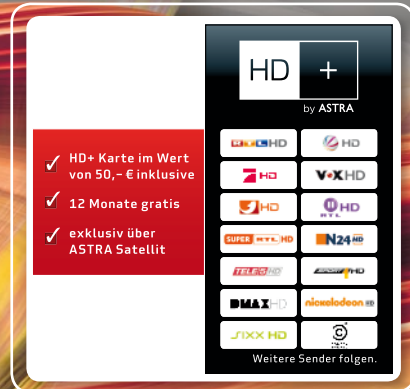 HD +
by ASTRA
HD+ Karte im Wert
von 50,– € inklusive
12 Monate gratis
exklusiv über
ASTRA Satellit
RTL HD
HD
7 HD
VOX HD
HD
II HD
RTL
SUPER RTL HD
N24 HD
TELE 5 HD
SPORT1 HD
DMAX HD
nickelodeon HD
sixx HD
C
Weitere Sender folgen.